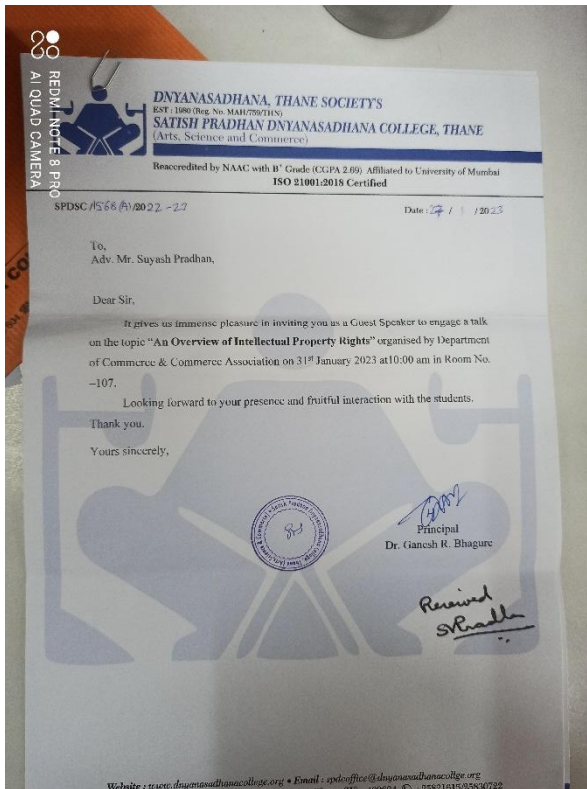 REDMI NOTE 8 PRO
AI QUAD CAMERA
DNYANASADHANA, THANE SOCIETY'S
EST : 1980 (Reg. No. MAH/759/THN)
SATISH PRADHAN DNYANASADHANA COLLEGE, THANE
(Arts, Science and Commerce)
Reaccredited by NAAC with B+ Grade (CGPA 2.69) Affiliated to University of Mumbai
ISO 21001:2018 Certified
SPDSC /1568(A)/2022-23
Date : 27 / 1 / 2023
To,
Adv. Mr. Suyash Pradhan,
Dear Sir,
It gives us immense pleasure in inviting you as a Guest Speaker to engage a talk
on the topic "An Overview of Intellectual Property Rights" organised by Department
of Commerce & Commerce Association on 31st January 2023 at10:00 am in Room No.
–107.
Looking forward to your presence and fruitful interaction with the students.
Thank you.
Yours sincerely,
Principal
Dr. Ganesh R. Bhagure
Received
SPradhan
Website : www.dnyanasadhanacollege.org • Email : spdcoffice@dnyanasadhanacollge.org